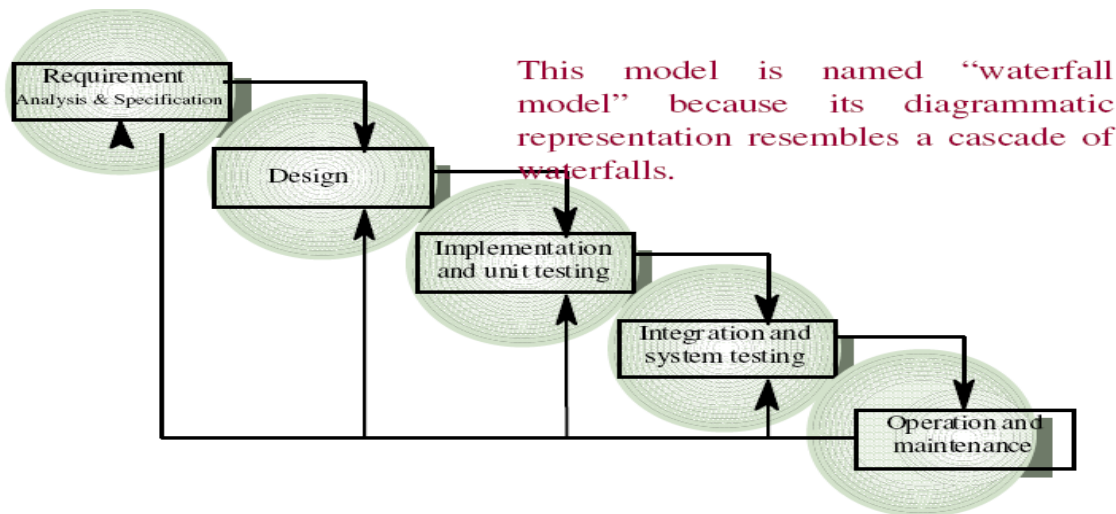 Requirement
Analysis & Specification
This model is named “waterfall
model” because its diagrammatic
representation resembles a cascade of
waterfalls.
Design
Implementation
and unit testing
Integration and
system testing
Operation and
maintenance